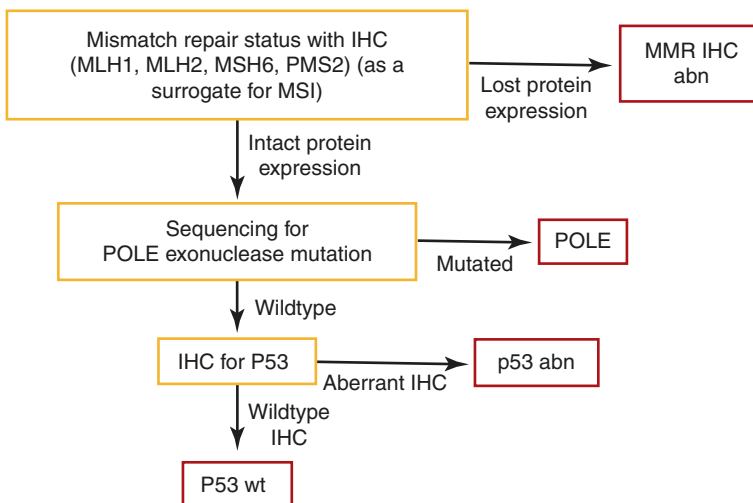 Mismatch repair status with IHC
(MLH1, MLH2, MSH6, PMS2) (as a
surrogate for MSI)
Lost protein
expression
MMR IHC
abn
Intact protein
expression
Sequencing for
POLE exonuclease mutation
Mutated
POLE
Wildtype
IHC for P53
Aberrant IHC
p53 abn
Wildtype
IHC
P53 wt